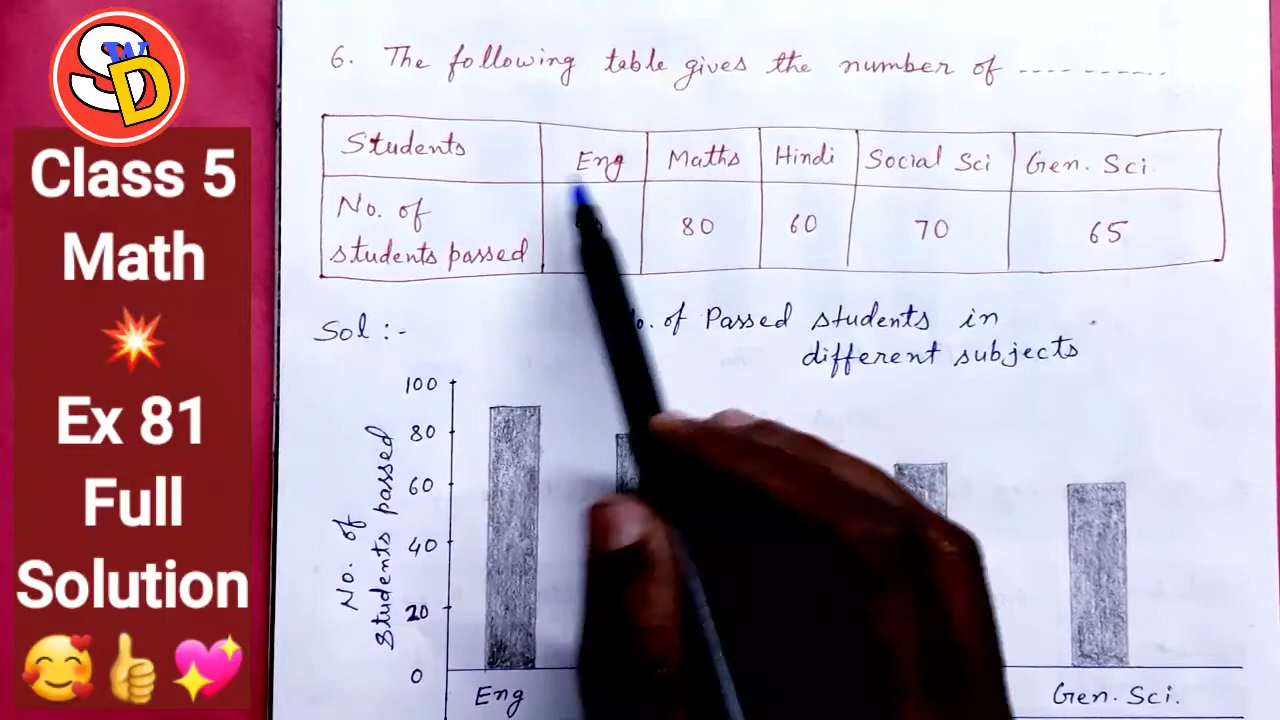 SWD
Class 5
Math
Ex 81
Full
Solution
6. The following table gives the number of ---- ------..
Students Eng Maths Hindi Social Sci Gen. Sci.
No. of
students passed 80 60 70 65
Sol :- of Passed students in
different subjects
No. of
Students passed
100
80
60
40
20
0
Eng Gen. Sci.